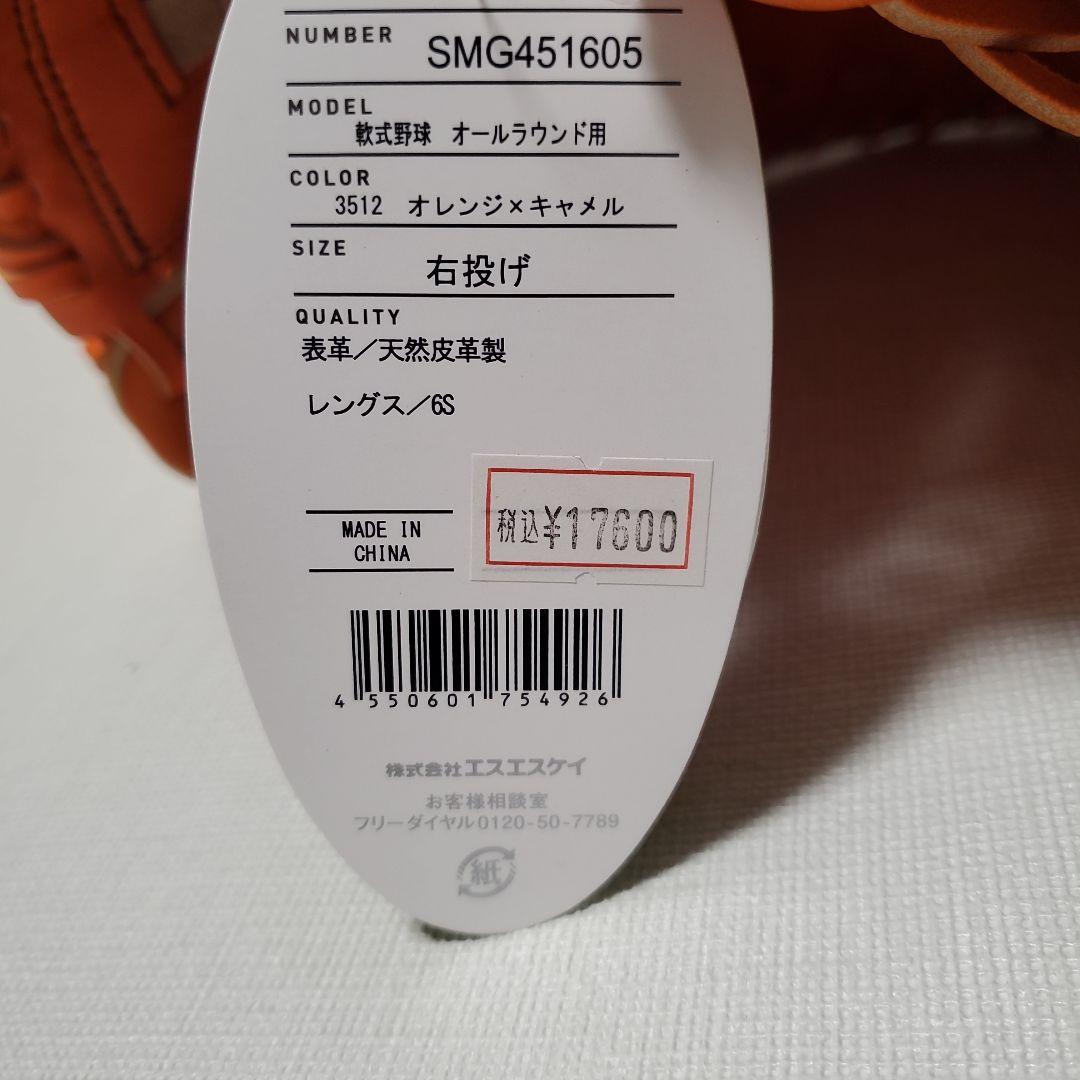 NUMBER SMG451605
MODEL
軟式野球 オールラウンド用
COLOR
3512 オレンジ×キャメル
SIZE
右投げ
QUALITY
表革/天然皮革製
レングス/6S
税込¥17600
MADE IN
CHINA
4 550601 754926
株式会社エスエスケイ
お客様相談室
フリーダイヤル0120-50-7789
紙